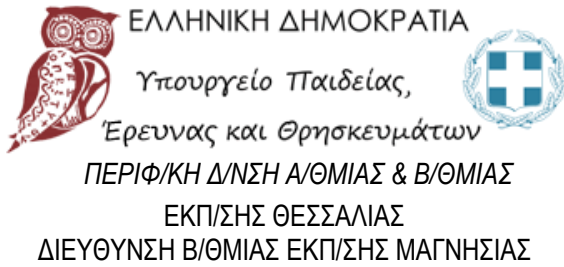 ΕΛΛΗΝΙΚΗ ΔΗΜΟΚΡΑΤΙΑ
Υπουργείο Παιδείας,
Έρευνας και Θρησκευμάτων
ΠΕΡΙΦ/ΚΗ Δ/ΝΣΗ Α/ΘΜΙΑΣ & Β/ΘΜΙΑΣ
ΕΚΠ/ΣΗΣ ΘΕΣΣΑΛΙΑΣ
ΔΙΕΥΘΥΝΣΗ Β/ΘΜΙΑΣ ΕΚΠ/ΣΗΣ ΜΑΓΝΗΣΙΑΣ